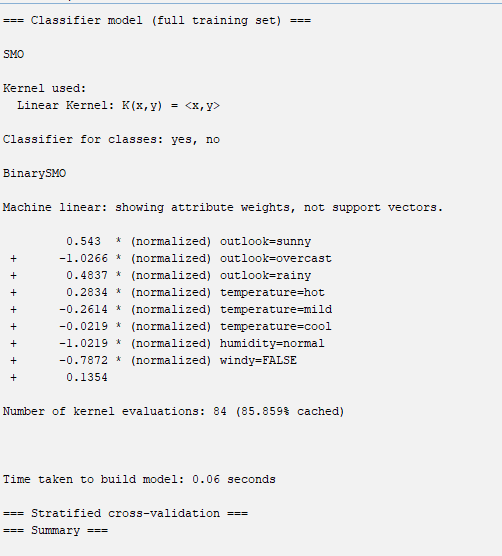 === Classifier model (full training set) ===
SMO
Kernel used:
Linear Kernel: K(x,y) = <x,y>
Classifier for classes: yes, no
BinarySMO
Machine linear: showing attribute weights, not support vectors.
0.543 * (normalized) outlook=sunny
+ -1.0266 * (normalized) outlook=overcast
+ 0.4837 * (normalized) outlook=rainy
+ 0.2834 * (normalized) temperature=hot
+ -0.2614 * (normalized) temperature=mild
+ -0.0219 * (normalized) temperature=cool
+ -1.0219 * (normalized) humidity=normal
+ -0.7872 * (normalized) windy=FALSE
+ 0.1354
Number of kernel evaluations: 84 (85.859% cached)
Time taken to build model: 0.06 seconds
=== Stratified cross-validation ===
=== Summary ===